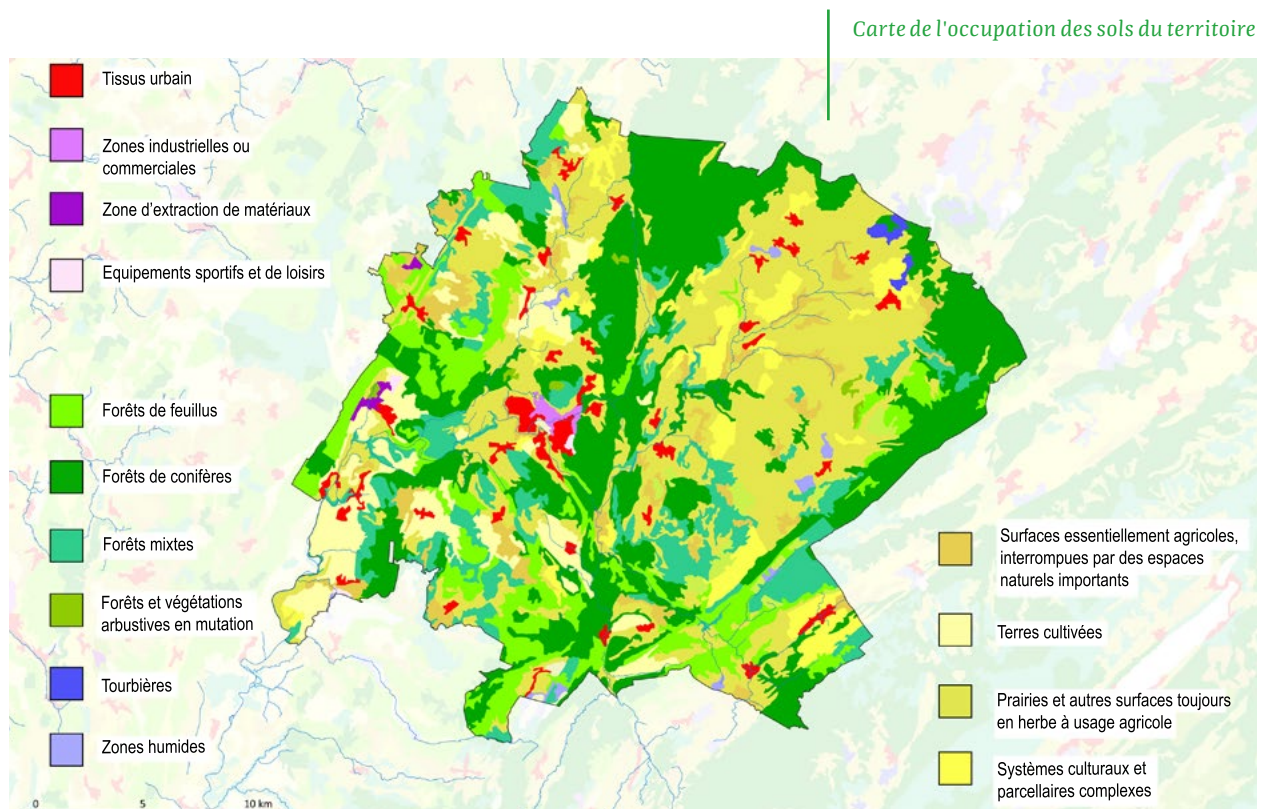 Carte de l'occupation des sols du territoire
Tissus urbain
Zones industrielles ou
commerciales
Zone d'extraction de matériaux
Equipements sportifs et de loisirs
Forêts de feuillus
Forêts de conifères
Forêts mixtes
Forêts et végétations
arbustives en mutation
Tourbières
Zones humides
Surfaces essentiellement agricoles,
interrompues par des espaces
naturels importants
Terres cultivées
Prairies et autres surfaces toujours
en herbe à usage agricole
Systèmes culturaux et
parcellaires complexes
0 5 10 km